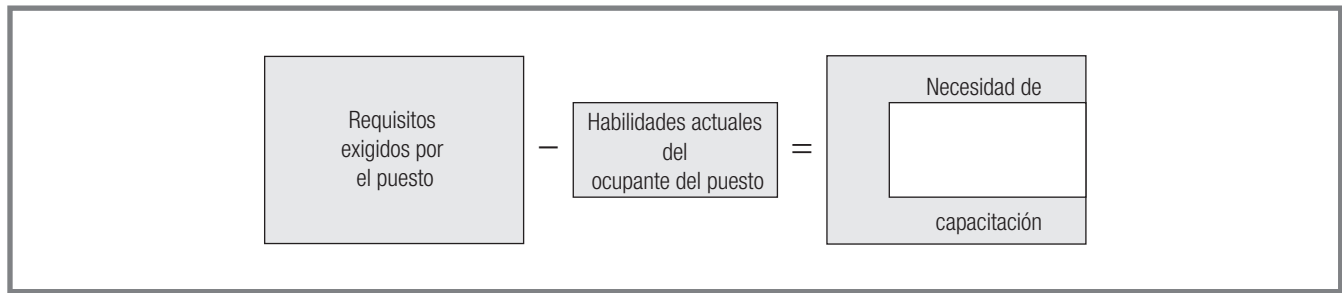 Requisitos
exigidos por
el puesto
−
Habilidades actuales
del
ocupante del puesto
=
Necesidad de
capacitación